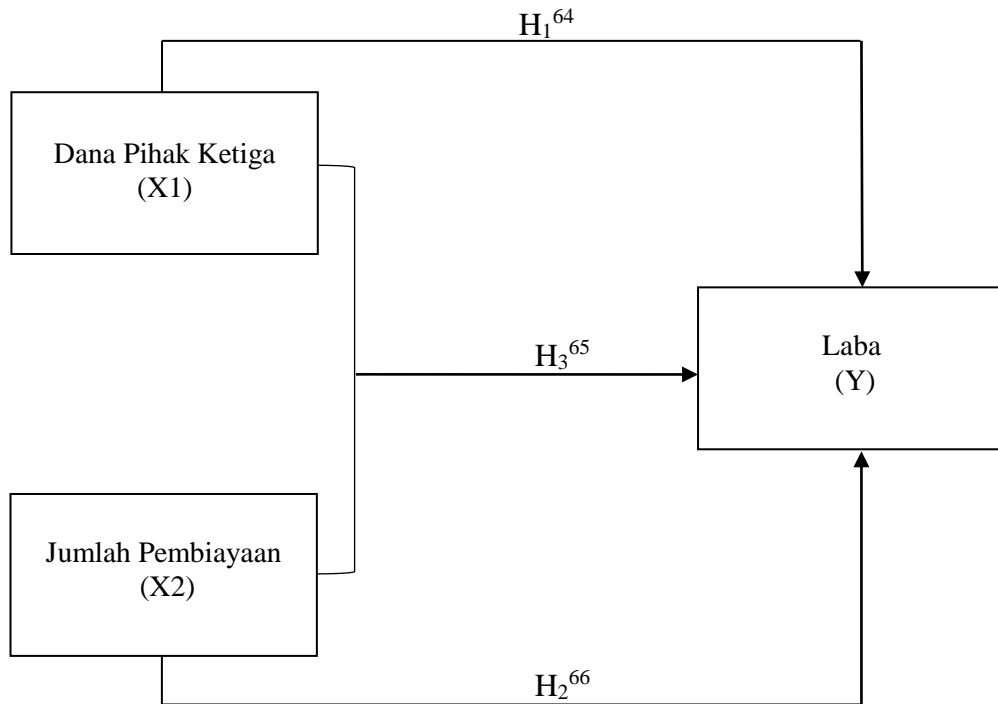 H₁⁶⁴
Dana Pihak Ketiga
(X1)
H₃⁶⁵
Laba
(Y)
Jumlah Pembiayaan
(X2)
H₂⁶⁶